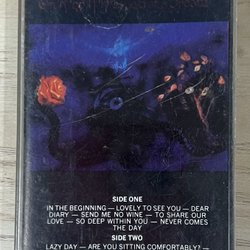 SIDE ONE
IN THE BEGINNING — LOVELY TO SEE YOU — DEAR
DIARY — SEND ME NO WINE — TO SHARE OUR
LOVE — SO DEEP WITHIN YOU — NEVER COMES
THE DAY
SIDE TWO
LAZY DAY — ARE YOU SITTING COMFORTABLY? —